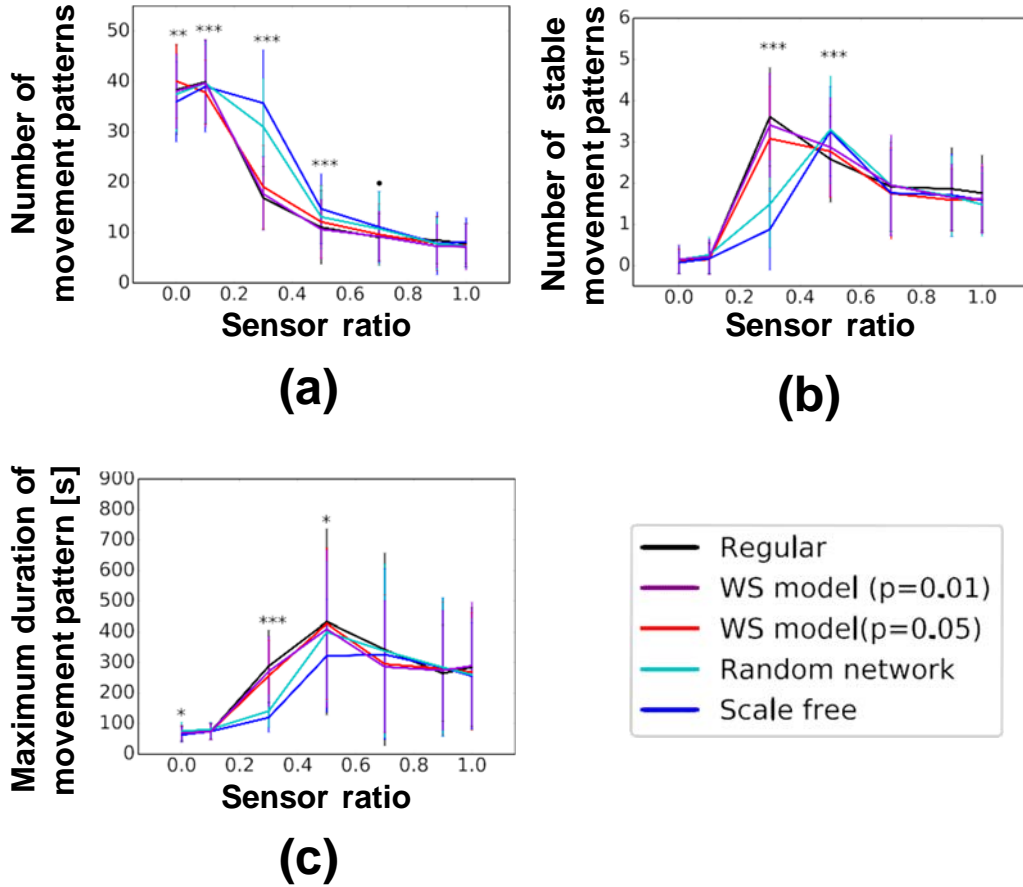 Number of
movement patterns
50
40
30
20
10
0
**
***
***
***
•
0.0 0.2 0.4 0.6 0.8 1.0
Sensor ratio
(a)
Number of stable
movement patterns
6
5
4
3
2
1
0
***
***
0.0 0.2 0.4 0.6 0.8 1.0
Sensor ratio
(b)
Maximum duration of
movement pattern [s]
900
800
700
600
500
400
300
200
100
0
*
***
*
0.0 0.2 0.4 0.6 0.8 1.0
Sensor ratio
(c)
Regular
WS model (p=0.01)
WS model(p=0.05)
Random network
Scale free